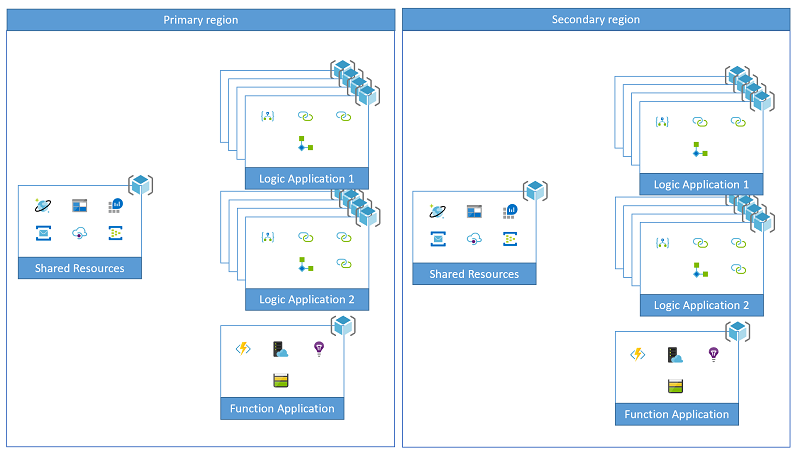 Primary region
Logic Application 1
Shared Resources
Logic Application 2
Function Application
Secondary region
Logic Application 1
Shared Resources
Logic Application 2
Function Application